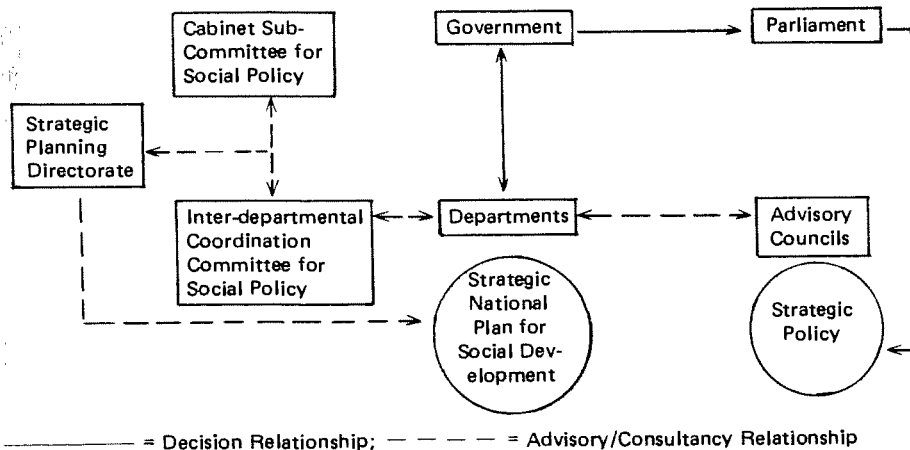 Cabinet Sub-
Committee for
Social Policy
Government
Parliament
Strategic
Planning
Directorate
Inter-departmental
Coordination
Committee for
Social Policy
Departments
Advisory
Councils
Strategic
National
Plan for
Social Dev-
elopment
Strategic
Policy
= Decision Relationship; = Advisory/Consultancy Relationship